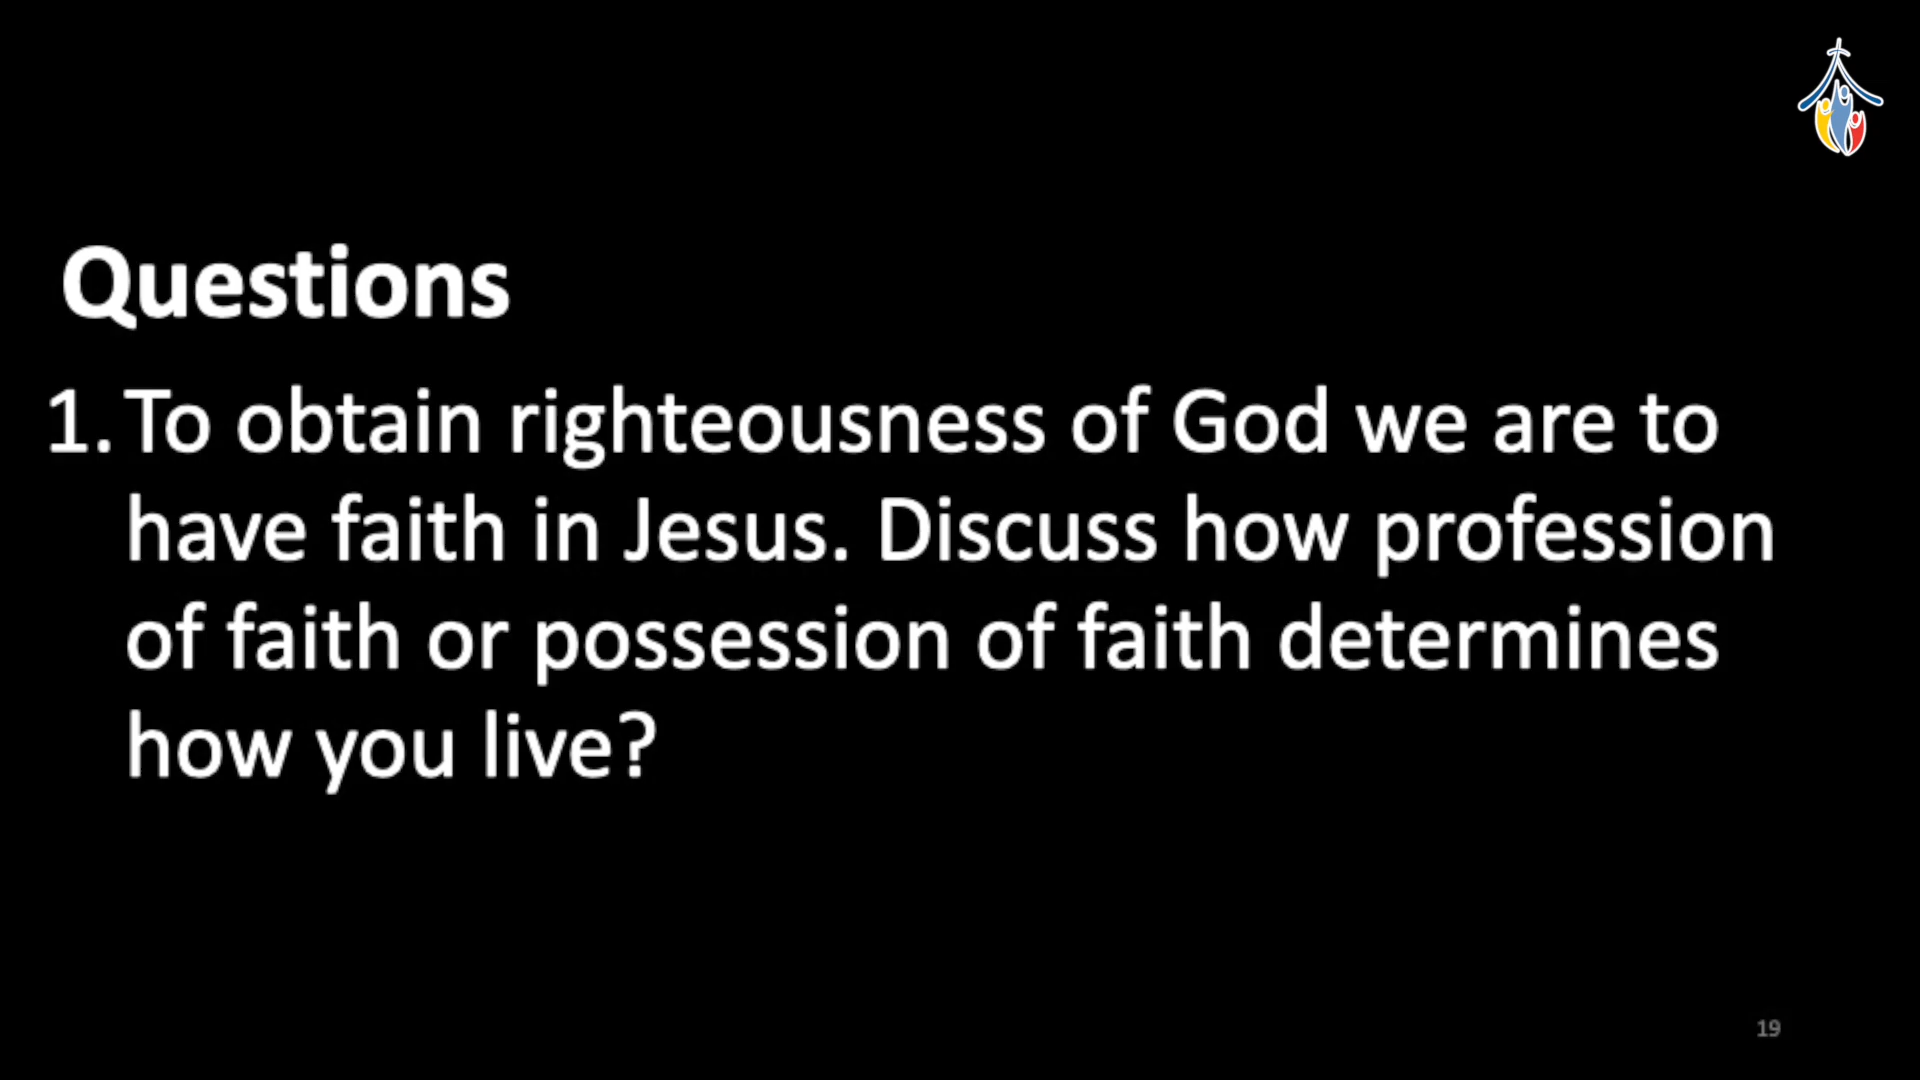 Questions
1. To obtain righteousness of God we are to
have faith in Jesus. Discuss how profession
of faith or possession of faith determines
how you live?
19